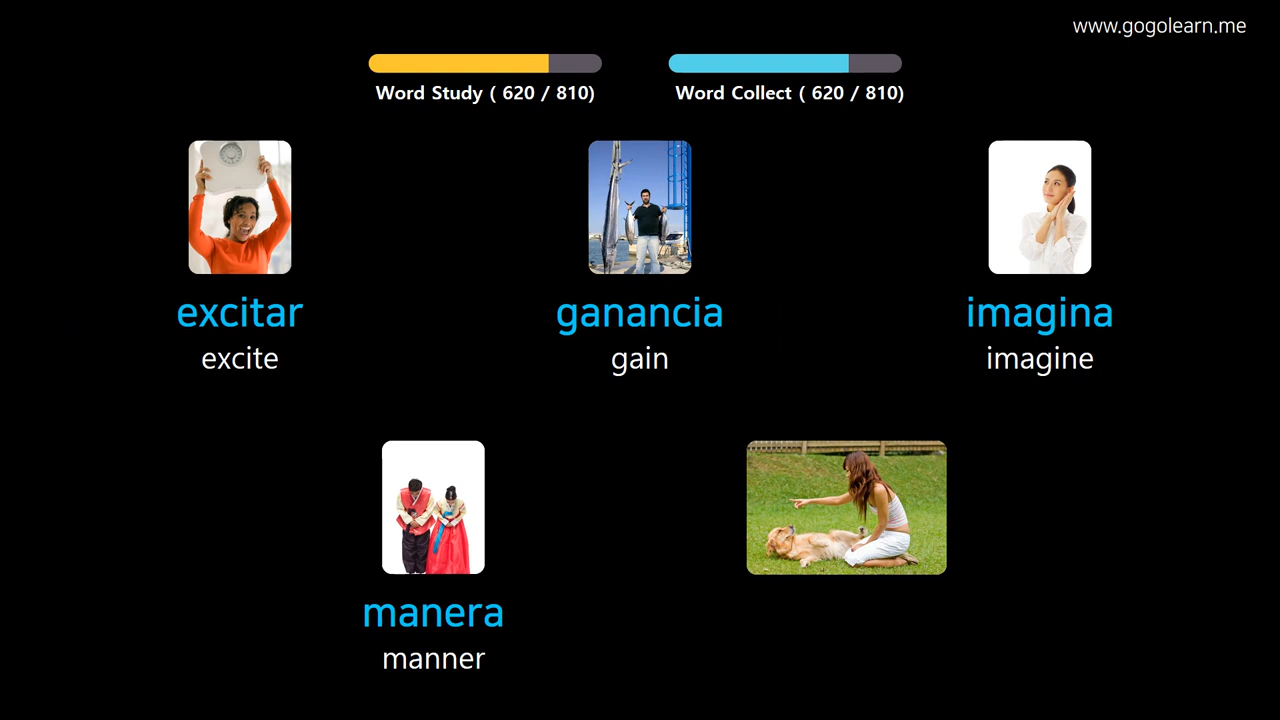 www.gogolearn.me
Word Study ( 620 / 810)
Word Collect ( 620 / 810)
excitar
excite
ganancia
gain
imagina
imagine
manera
manner